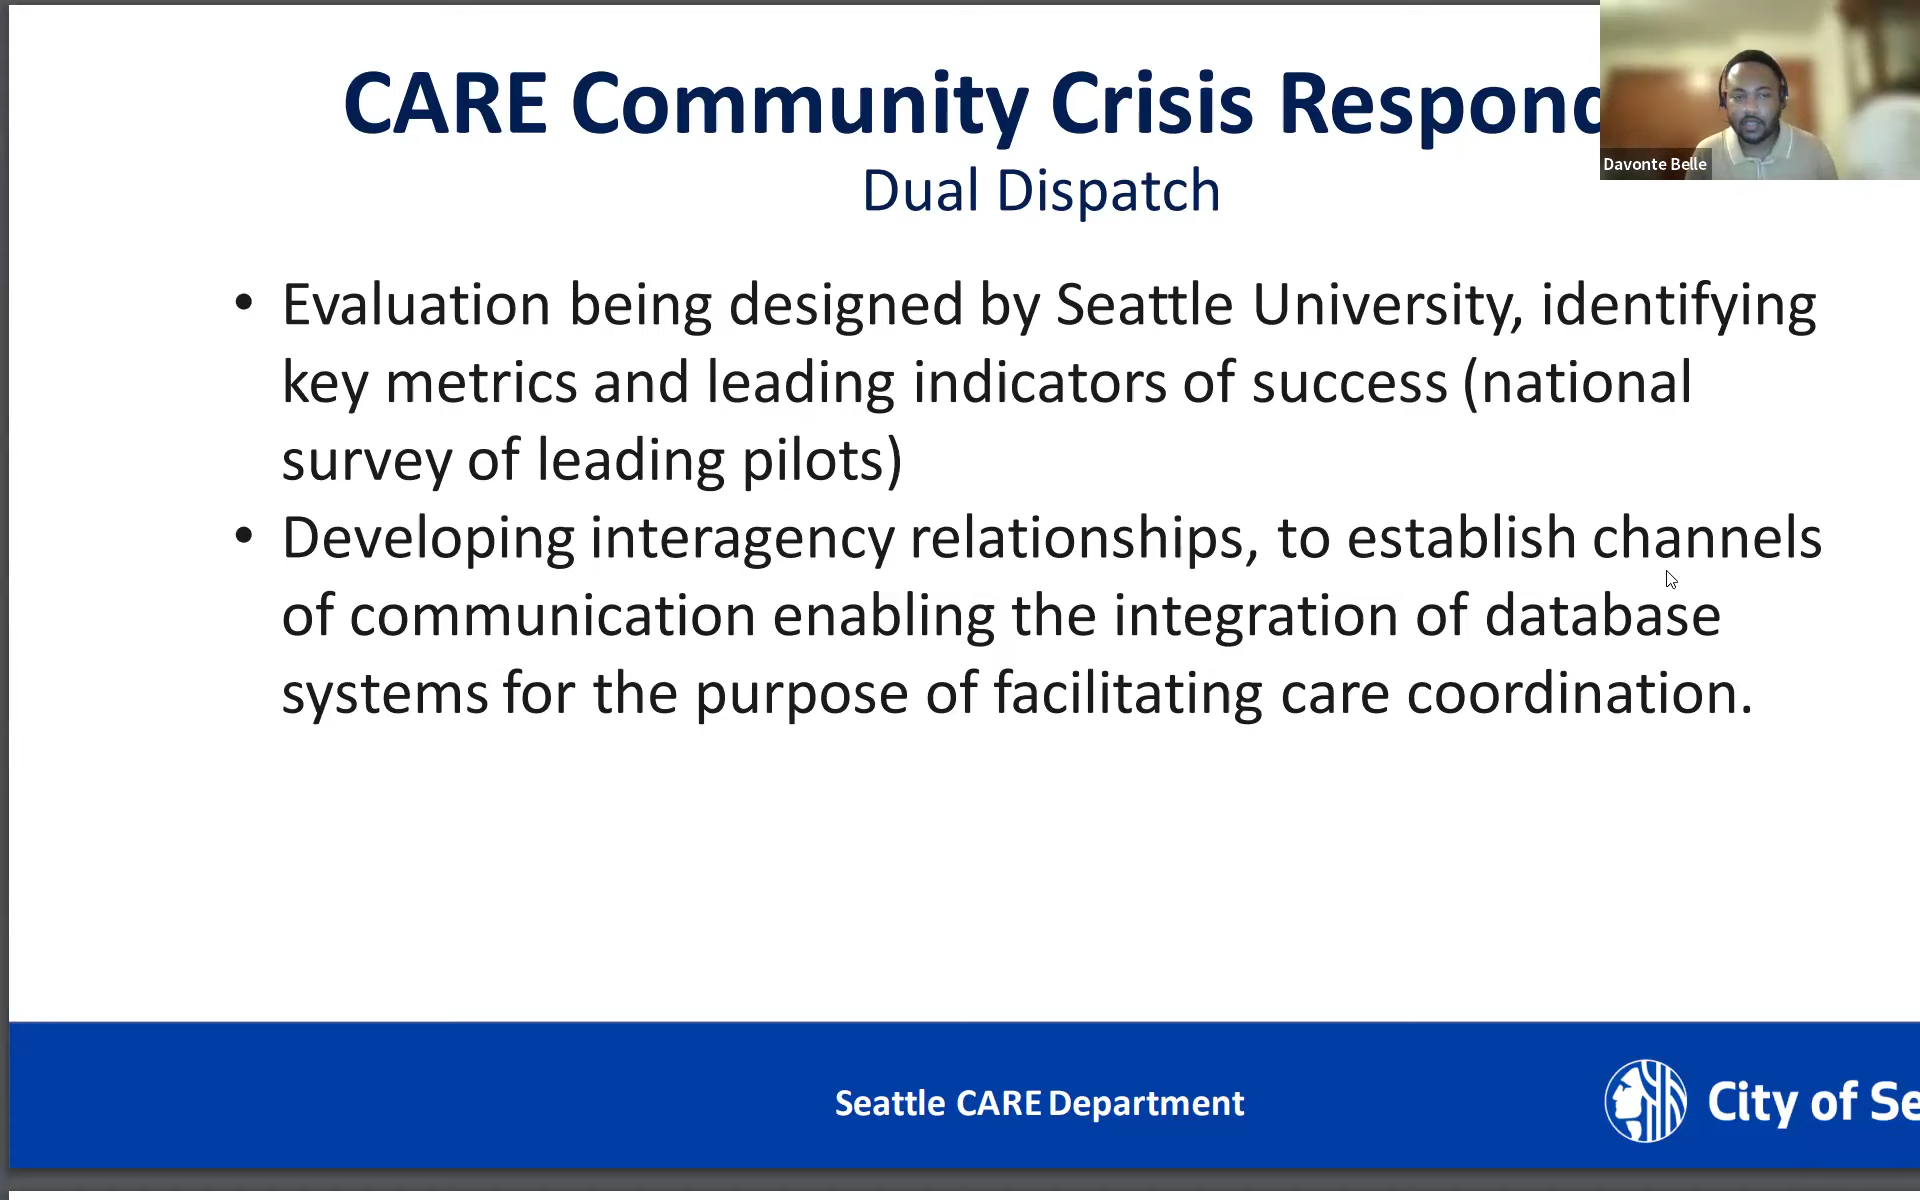 CARE Community Crisis Respond
Dual Dispatch
Davonte Belle
• Evaluation being designed by Seattle University, identifying
key metrics and leading indicators of success (national
survey of leading pilots)
• Developing interagency relationships, to establish channels
of communication enabling the integration of database
systems for the purpose of facilitating care coordination.
Seattle CARE Department
City of Se